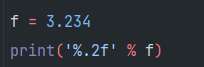 f = 3.234
print('%.2f' % f)